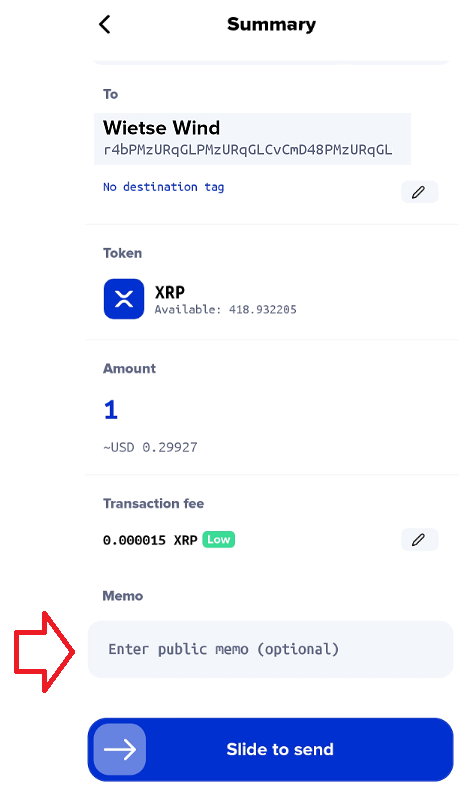 Summary
To
Wietse Wind
r4bPMzURqGLPMzURqGLCvCmD48PMzURqGL
No destination tag
Token
XRP
Available: 418.932205
Amount
1
~USD 0.29927
Transaction fee
0.000015 XRP Low
Memo
Enter public memo (optional)
Slide to send